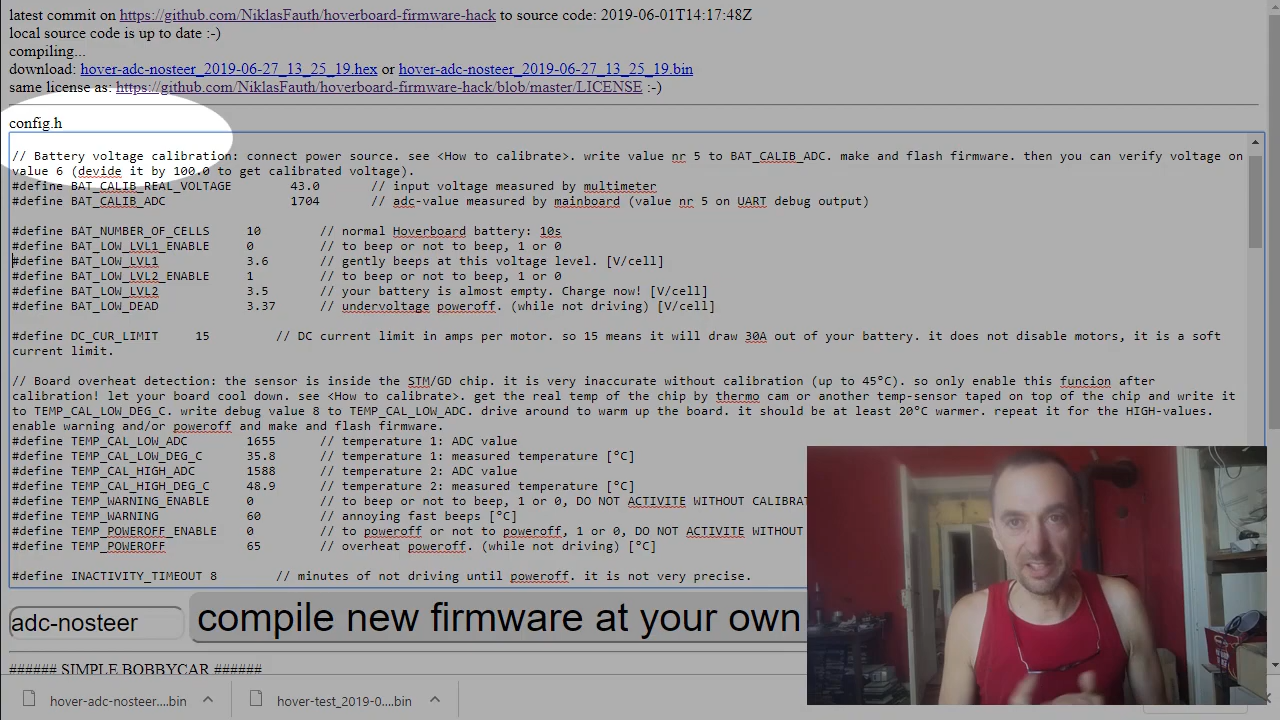 latest commit on https://github.com/NiklasFauth/hoverboard-firmware-hack to source code: 2019-06-01T14:17:48Z
local source code is up to date :-)
compiling...
download: hover-adc-nosteer_2019-06-27_13_25_19.hex or hover-adc-nosteer_2019-06-27_13_25_19.bin
same license as: https://github.com/NiklasFauth/hoverboard-firmware-hack/blob/master/LICENSE :-)
config.h
// Battery voltage calibration: connect power source. see <How to calibrate>. write value nr 5 to BAT_CALIB_ADC. make and flash firmware. then you can verify voltage on
value 6 (devide it by 100.0 to get calibrated voltage).
#define BAT_CALIB_REAL_VOLTAGE 43.0 // input voltage measured by multimeter
#define BAT_CALIB_ADC 1704 // adc-value measured by mainboard (value nr 5 on UART debug output)
#define BAT_NUMBER_OF_CELLS 10 // normal Hoverboard battery: 10s
#define BAT_LOW_LVL1_ENABLE 0 // to beep or not to beep, 1 or 0
#define BAT_LOW_LVL1 3.6 // gently beeps at this voltage level. [V/cell]
#define BAT_LOW_LVL2_ENABLE 1 // to beep or not to beep, 1 or 0
#define BAT_LOW_LVL2 3.5 // your battery is almost empty. Charge now! [V/cell]
#define BAT_LOW_DEAD 3.37 // undervoltage poweroff. (while not driving) [V/cell]
#define DC_CUR_LIMIT 15 // DC current limit in amps per motor. so 15 means it will draw 30A out of your battery. it does not disable motors, it is a soft
current limit.
// Board overheat detection: the sensor is inside the STM/GD chip. it is very inaccurate without calibration (up to 45°C). so only enable this funcion after
calibration! let your board cool down. see <How to calibrate>. get the real temp of the chip by thermo cam or another temp-sensor taped on top of the chip and write it
to TEMP_CAL_LOW_DEG_C. write debug value 8 to TEMP_CAL_LOW_ADC. drive around to warm up the board. it should be at least 20°C warmer. repeat it for the HIGH-values.
enable warning and/or poweroff and make and flash firmware.
#define TEMP_CAL_LOW_ADC 1655 // temperature 1: ADC value
#define TEMP_CAL_LOW_DEG_C 35.8 // temperature 1: measured temperature [°C]
#define TEMP_CAL_HIGH_ADC 1588 // temperature 2: ADC value
#define TEMP_CAL_HIGH_DEG_C 48.9 // temperature 2: measured temperature [°C]
#define TEMP_WARNING_ENABLE 0 // to beep or not to beep, 1 or 0, DO NOT ACTIVITE WITHOUT CALIBRAT
#define TEMP_WARNING 60 // annoying fast beeps [°C]
#define TEMP_POWEROFF_ENABLE 0 // to poweroff or not to poweroff, 1 or 0, DO NOT ACTIVITE WITHOUT
#define TEMP_POWEROFF 65 // overheat poweroff. (while not driving) [°C]
#define INACTIVITY_TIMEOUT 8 // minutes of not driving until poweroff. it is not very precise.
adc-nosteer compile new firmware at your own
###### SIMPLE BOBBYCAR ######
hover-adc-nosteer....bin hover-test_2019-0....bin